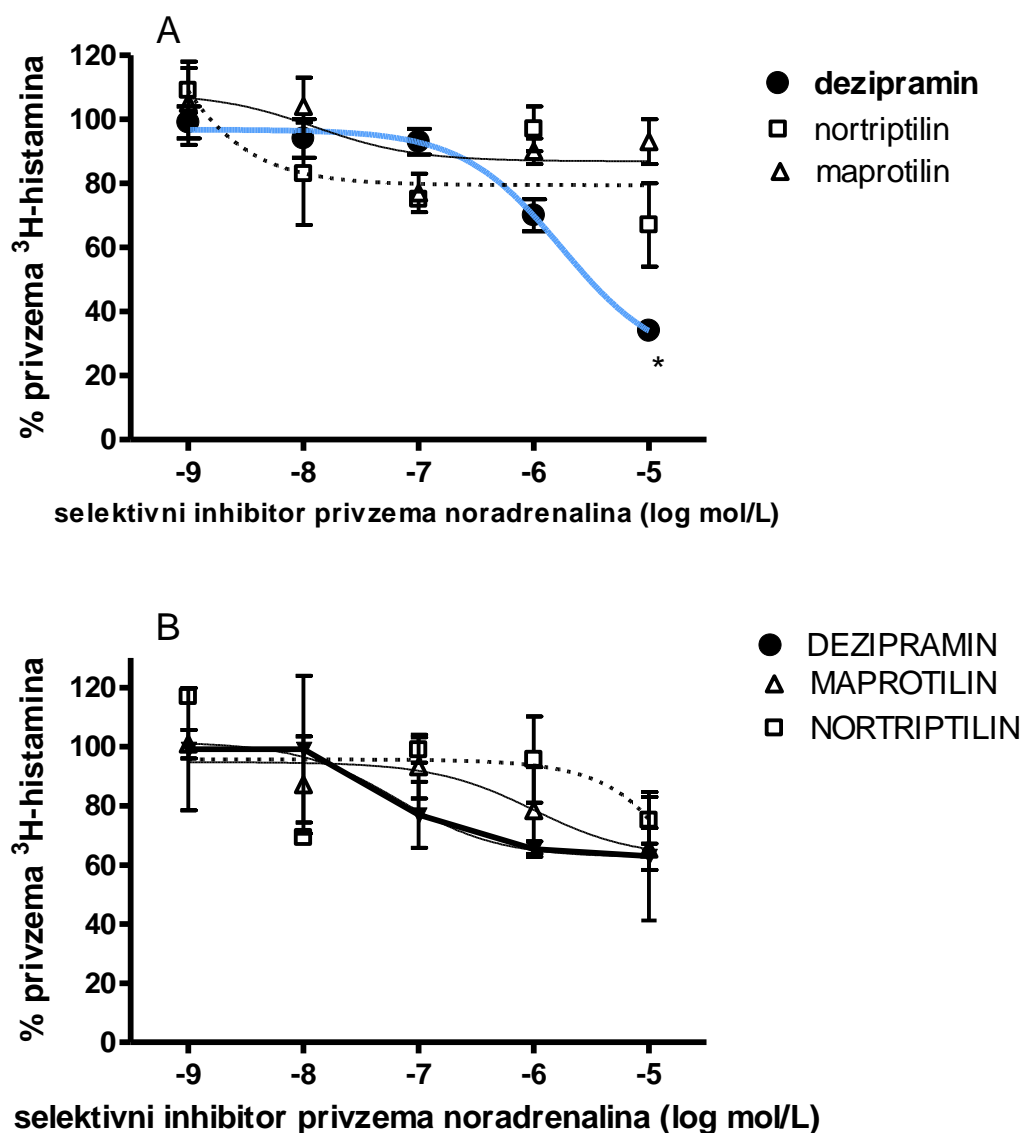 A
% privzema ³H-histamina
120
100
80
60
40
20
0
-9 -8 -7 -6 -5
*
selektivni inhibitor privzema noradrenalina (log mol/L)
dezipramin
nortriptilin
maprotilin
B
% privzema ³H-histamina
120
100
80
60
40
20
0
-9 -8 -7 -6 -5
selektivni inhibitor privzema noradrenalina (log mol/L)
DEZIPRAMIN
MAPROTILIN
NORTRIPTILIN